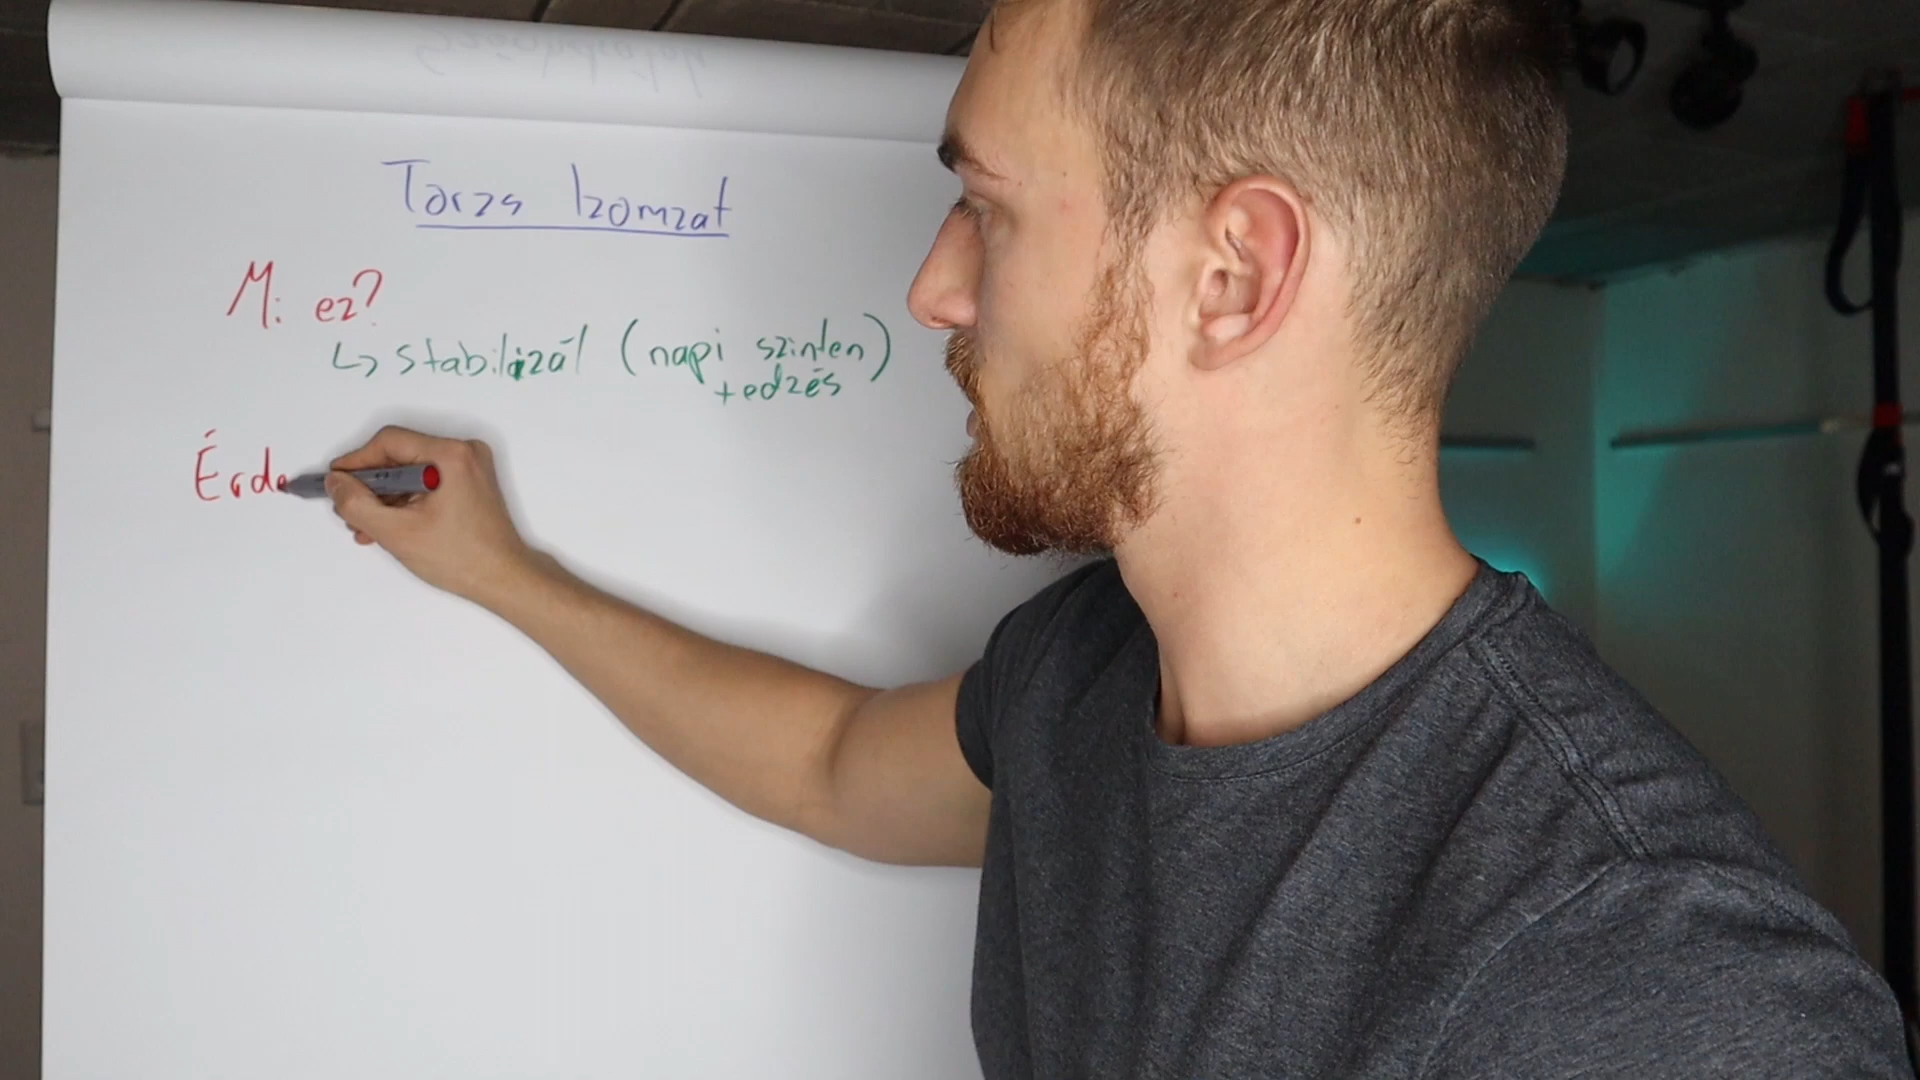 Törzs Izomzat
Mi ez?
↳ stabilizál (napi szinten)
+ edzés
Érde